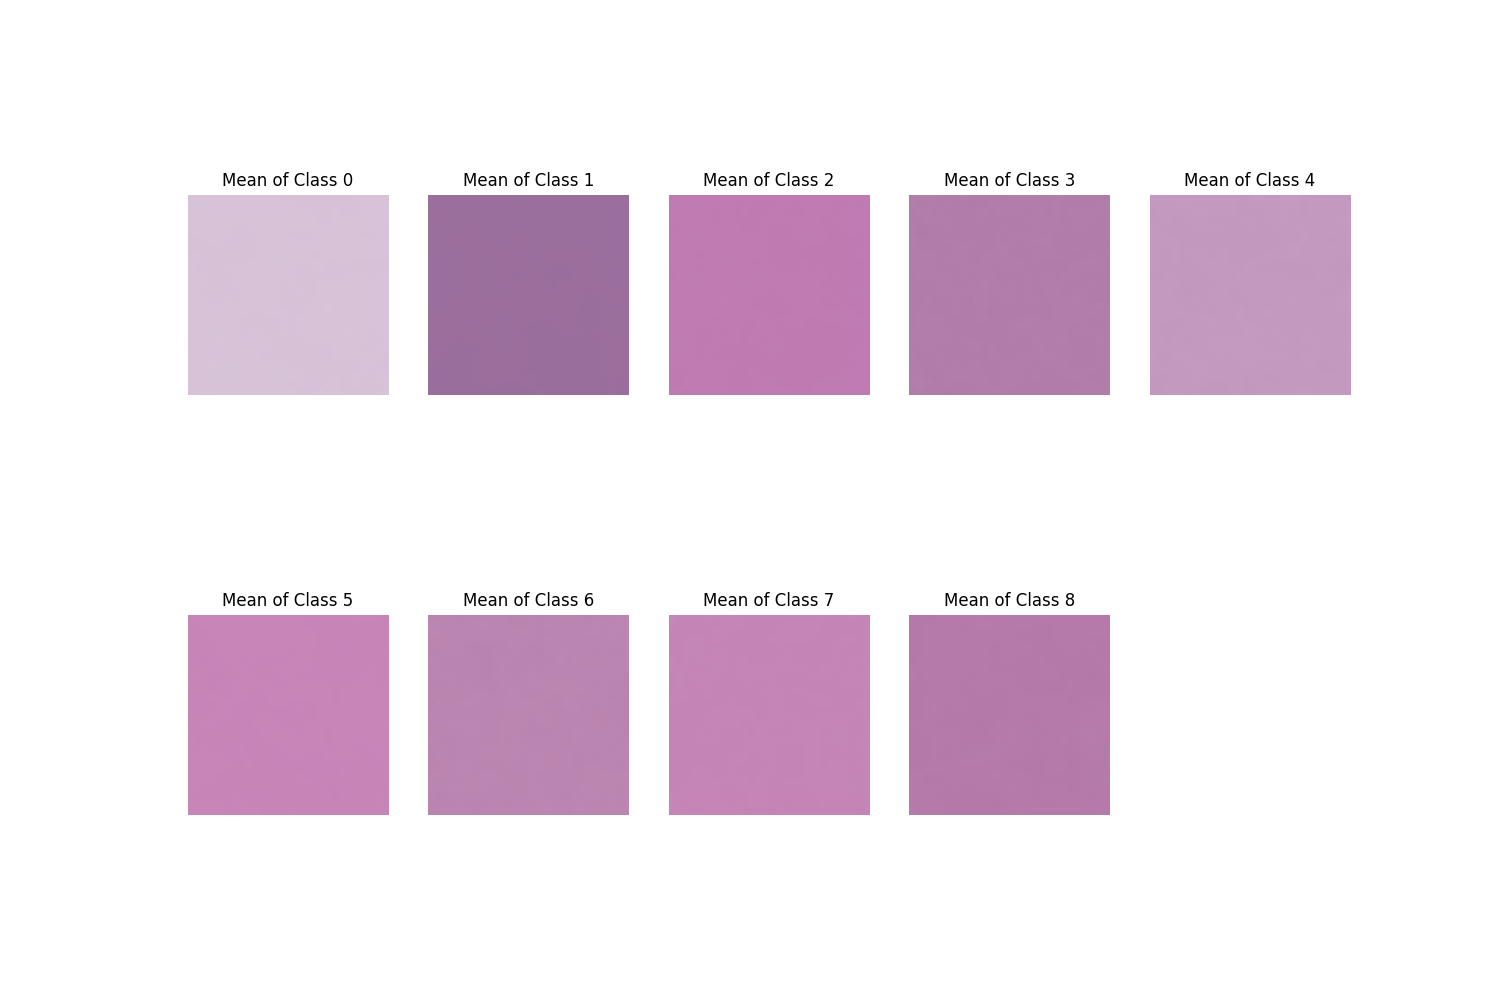 Mean of Class 0
Mean of Class 1
Mean of Class 2
Mean of Class 3
Mean of Class 4
Mean of Class 5
Mean of Class 6
Mean of Class 7
Mean of Class 8